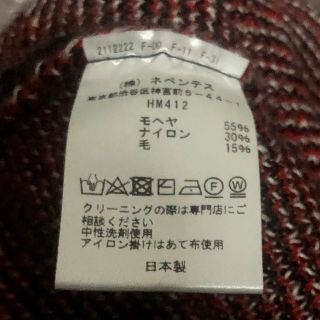 2112222 F-00 F-11 F-31
(株) ネペンテス
東京都渋谷区神宮前5-44-1
HM412
モヘヤ 55%
ナイロン 30%
毛 15%
クリーニングの際は専門店にご
相談ください
中性洗剤使用
アイロン掛けはあて布使用
日本製